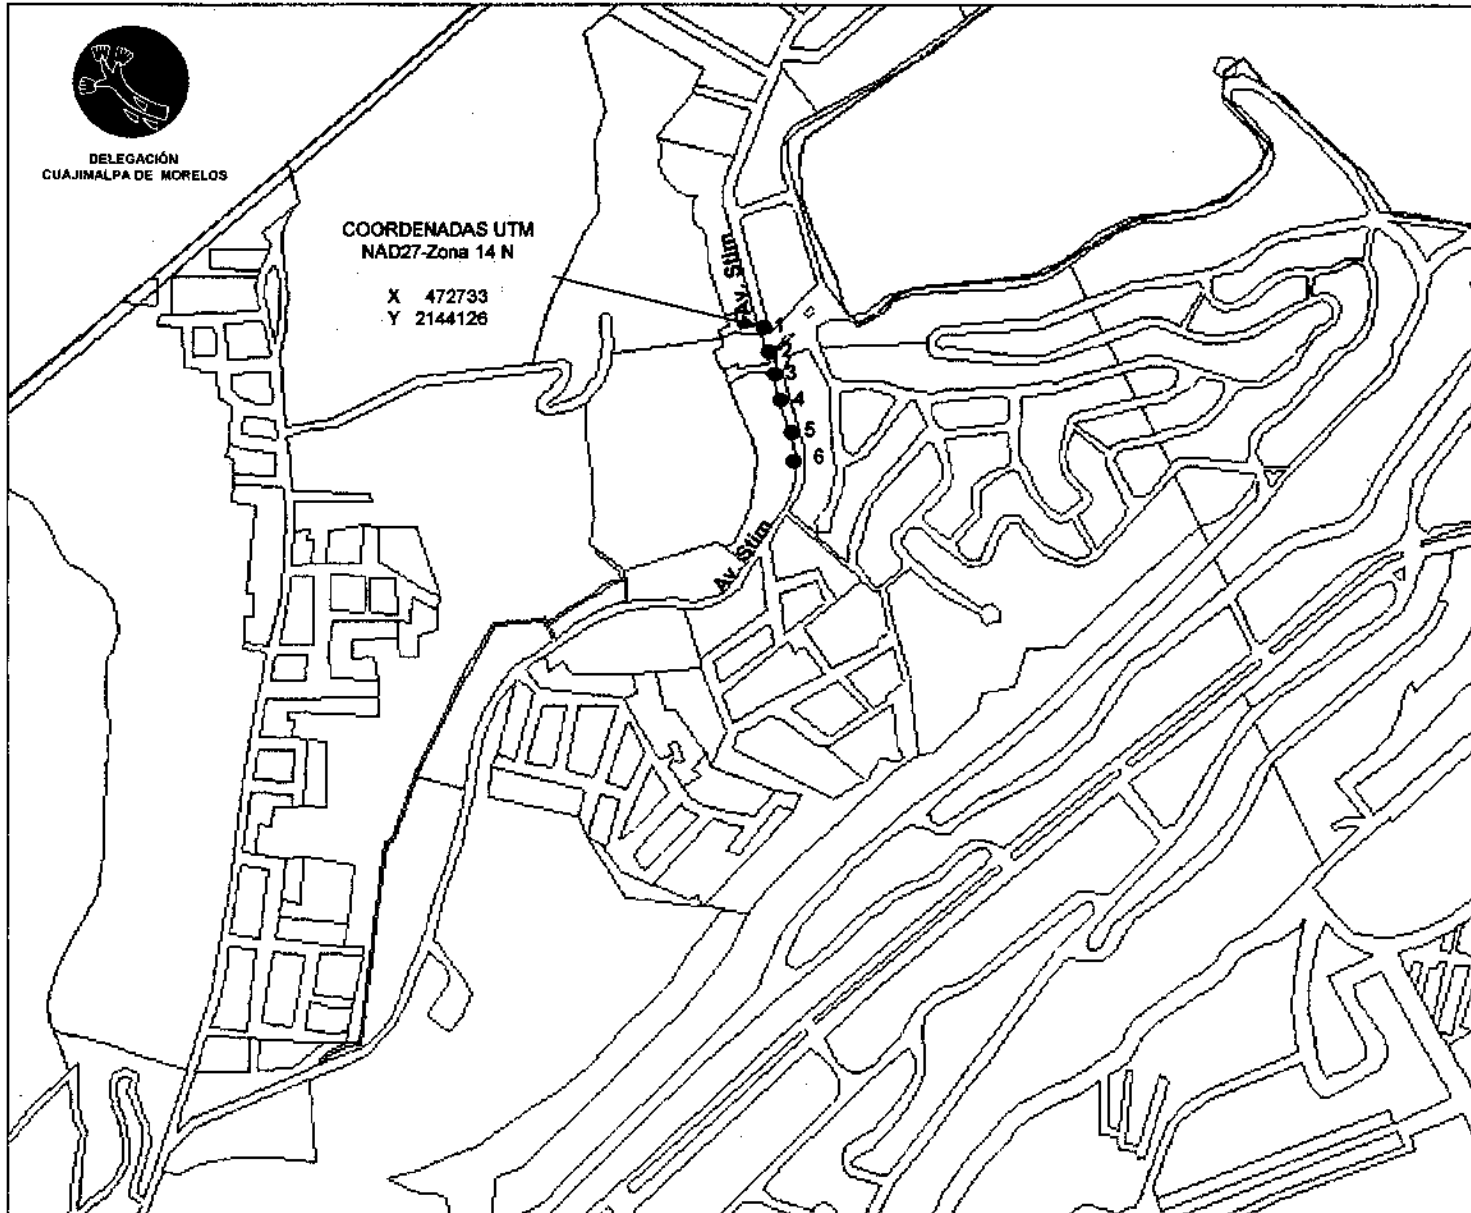 DELEGACIÓN
CUAJIMALPA DE MORELOS
COORDENADAS UTM
NAD27-Zona 14 N
X 472733
Y 2144126
Av. Stim
1
2
3
4
5
6
Av. Stim